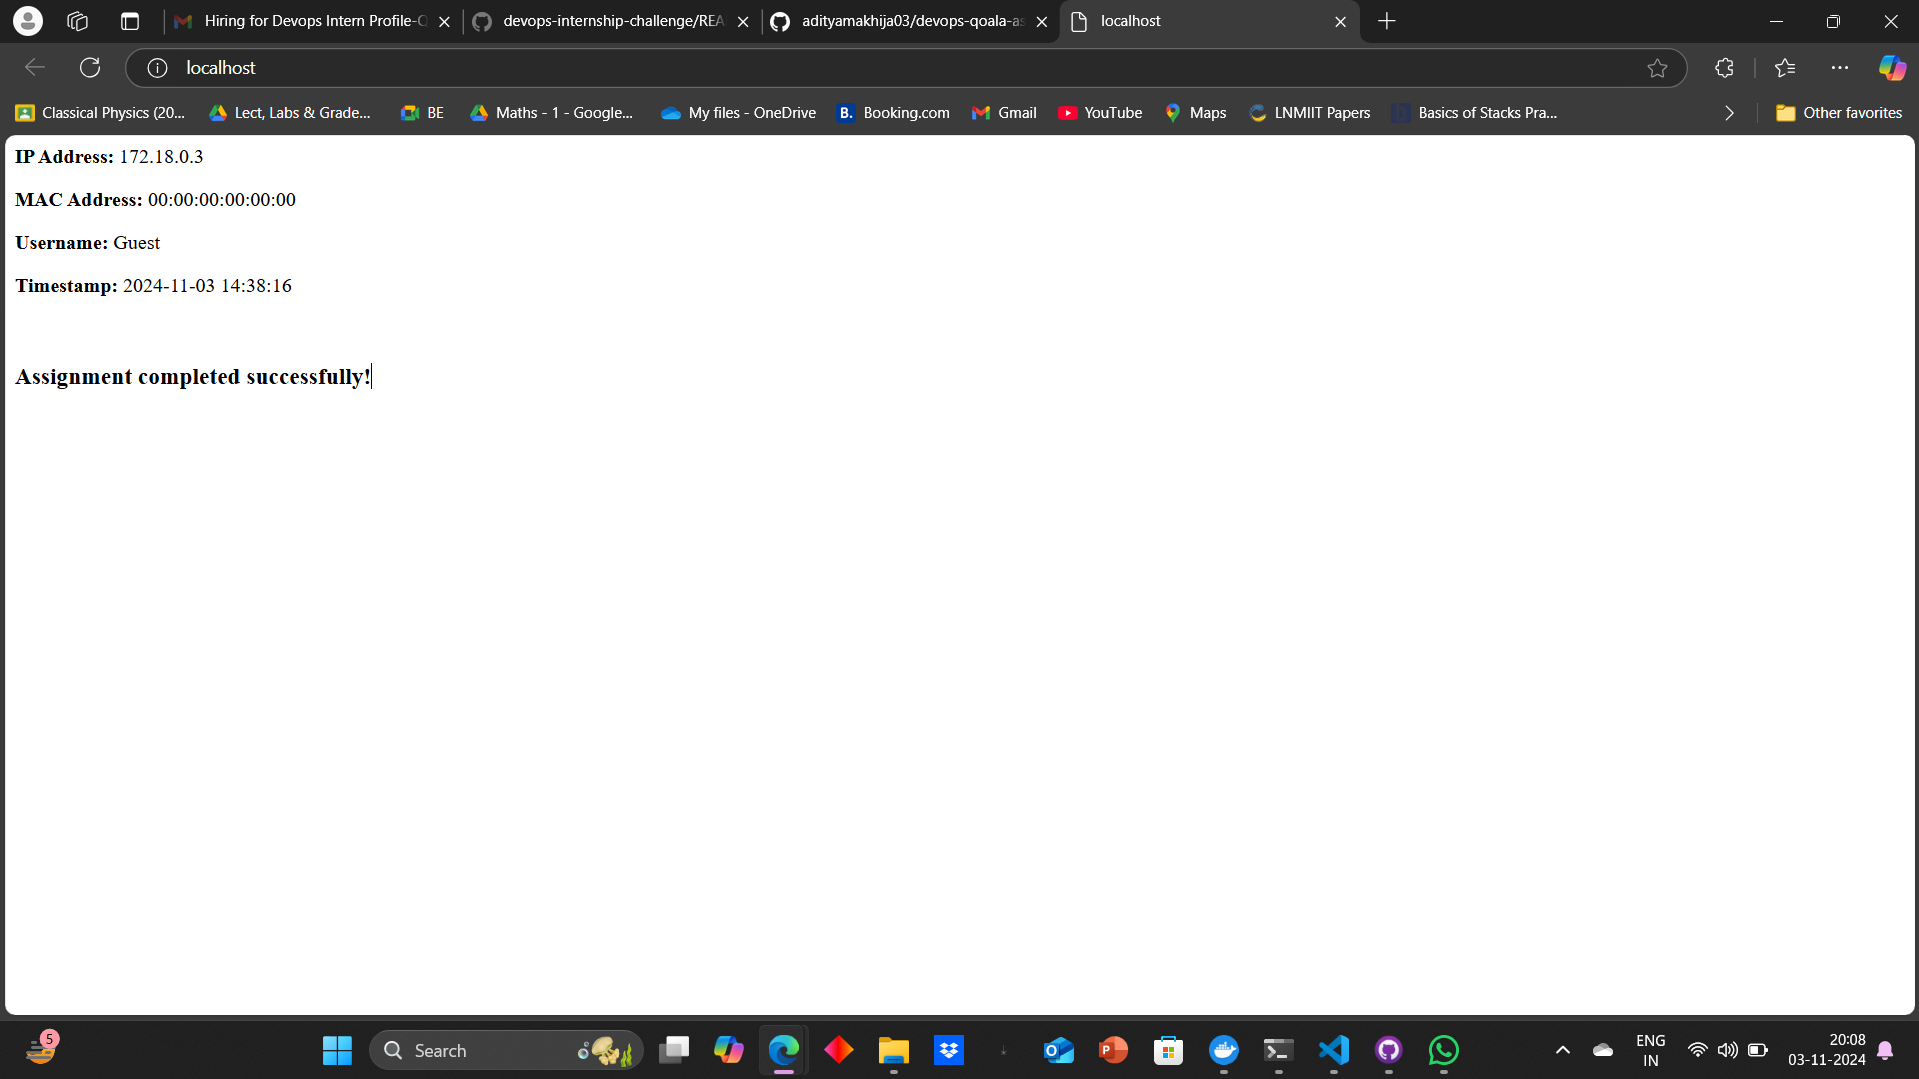 Hiring for Devops Intern Profile-Q
devops-internship-challenge/REA
adityamakhija03/devops-qoala-as
localhost
localhost
Classical Physics (20...
Lect, Labs & Grade...
BE
Maths - 1 - Google...
My files - OneDrive
B. Booking.com
Gmail
YouTube
Maps
LNMIIT Papers
Basics of Stacks Pra...
Other favorites
IP Address: 172.18.0.3
MAC Address: 00:00:00:00:00:00
Username: Guest
Timestamp: 2024-11-03 14:38:16
Assignment completed successfully!
5
Search
ENG
IN
20:08
03-11-2024